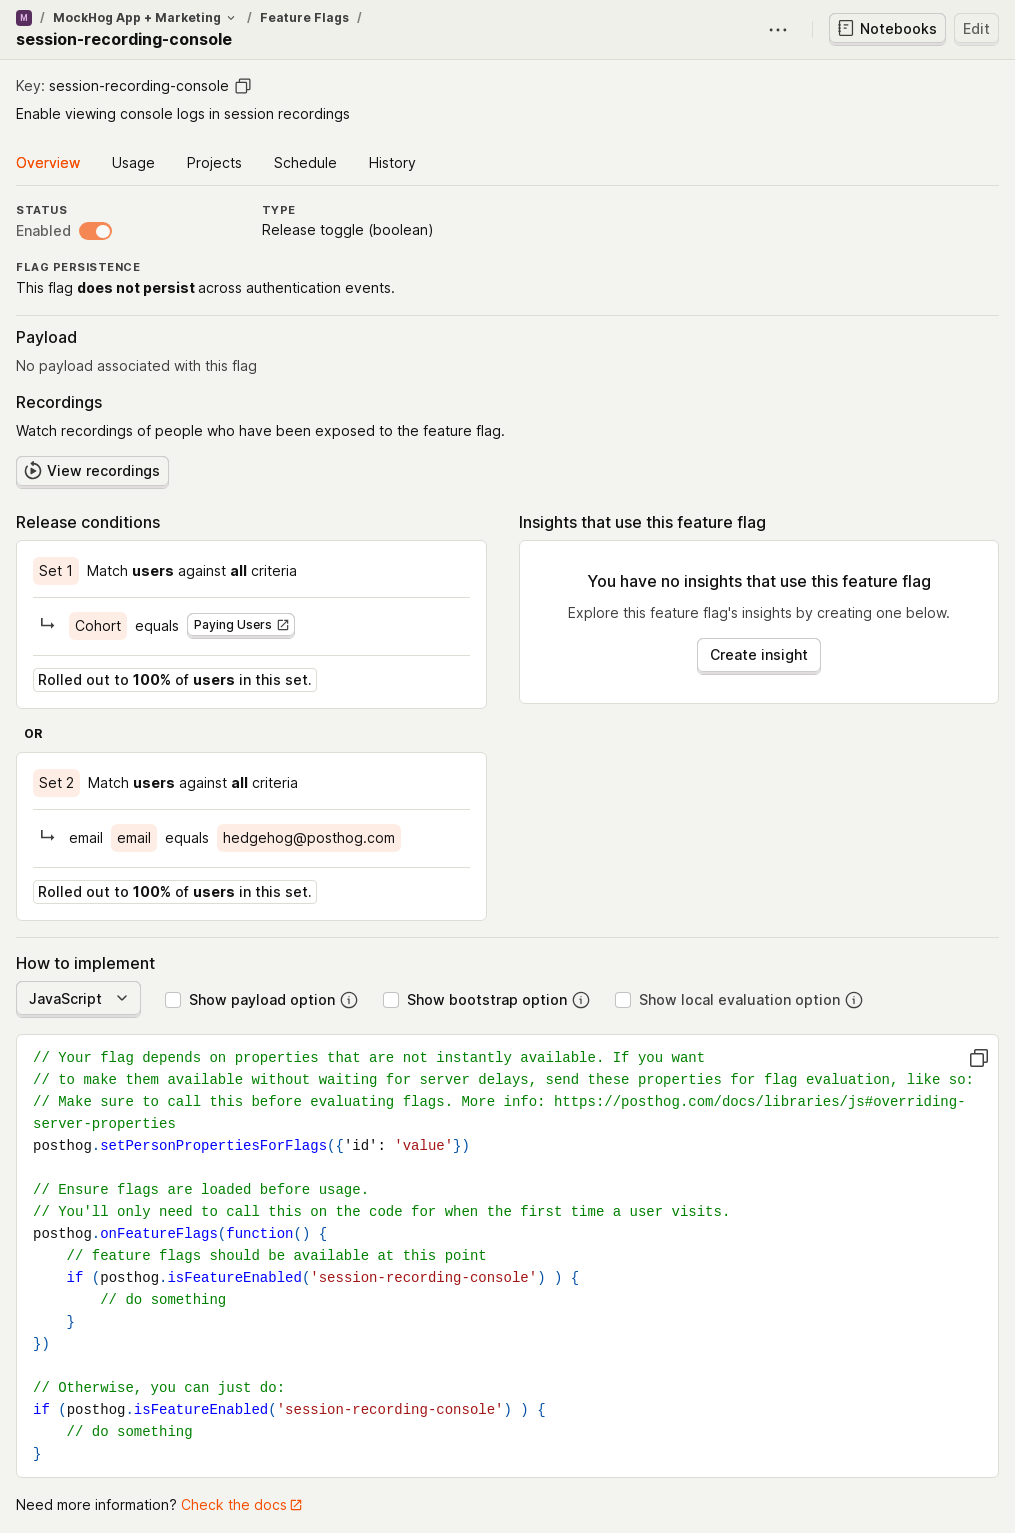 M / MockHog App + Marketing / Feature Flags /
session-recording-console
Notebooks
Edit
Key: session-recording-console
Enable viewing console logs in session recordings
Overview Usage Projects Schedule History
STATUS
Enabled
TYPE
Release toggle (boolean)
FLAG PERSISTENCE
This flag does not persist across authentication events.
Payload
No payload associated with this flag
Recordings
Watch recordings of people who have been exposed to the feature flag.
View recordings
Release conditions
Set 1 Match users against all criteria
Cohort equals Paying Users
Rolled out to 100% of users in this set.
OR
Set 2 Match users against all criteria
email email equals hedgehog@posthog.com
Rolled out to 100% of users in this set.
Insights that use this feature flag
You have no insights that use this feature flag
Explore this feature flag's insights by creating one below.
Create insight
How to implement
JavaScript Show payload option Show bootstrap option Show local evaluation option
// Your flag depends on properties that are not instantly available. If you want
// to make them available without waiting for server delays, send these properties for flag evaluation, like so:
// Make sure to call this before evaluating flags. More info: https://posthog.com/docs/libraries/js#overriding-
server-properties
posthog.setPersonPropertiesForFlags({'id': 'value'})
// Ensure flags are loaded before usage.
// You'll only need to call this on the code for when the first time a user visits.
posthog.onFeatureFlags(function() {
    // feature flags should be available at this point
    if (posthog.isFeatureEnabled('session-recording-console') ) {
        // do something
    }
})
// Otherwise, you can just do:
if (posthog.isFeatureEnabled('session-recording-console') ) {
    // do something
}
Need more information? Check the docs